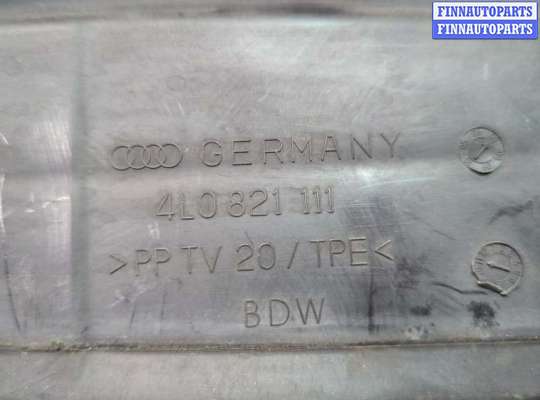 FINNAUTOPARTS
FINNAUTOPARTS
GERMANY
4L0 821 111
>PP TV 20 / TPE<
BDW